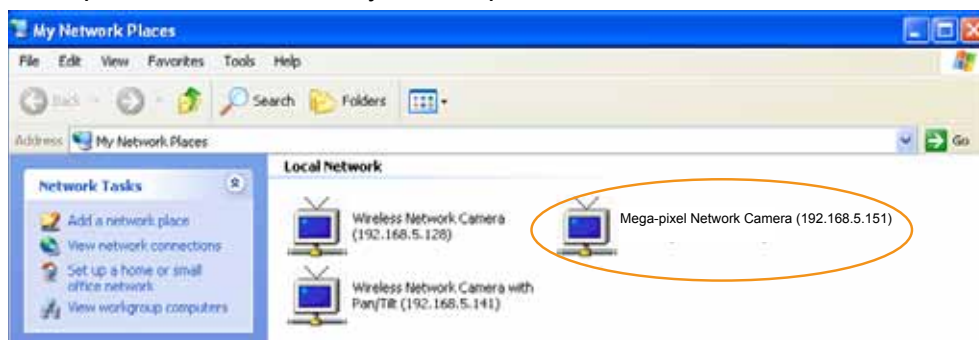 My Network Places
File Edit View Favorites Tools Help
Back Search Folders
Address My Network Places Go
Local Network
Network Tasks
Add a network place
View network connections
Set up a home or small
office network
View workgroup computers
Wireless Network Camera
(192.168.5.128)
Mega-pixel Network Camera (192.168.5.151)
Wireless Network Camera with
Pan/Tilt (192.168.5.141)